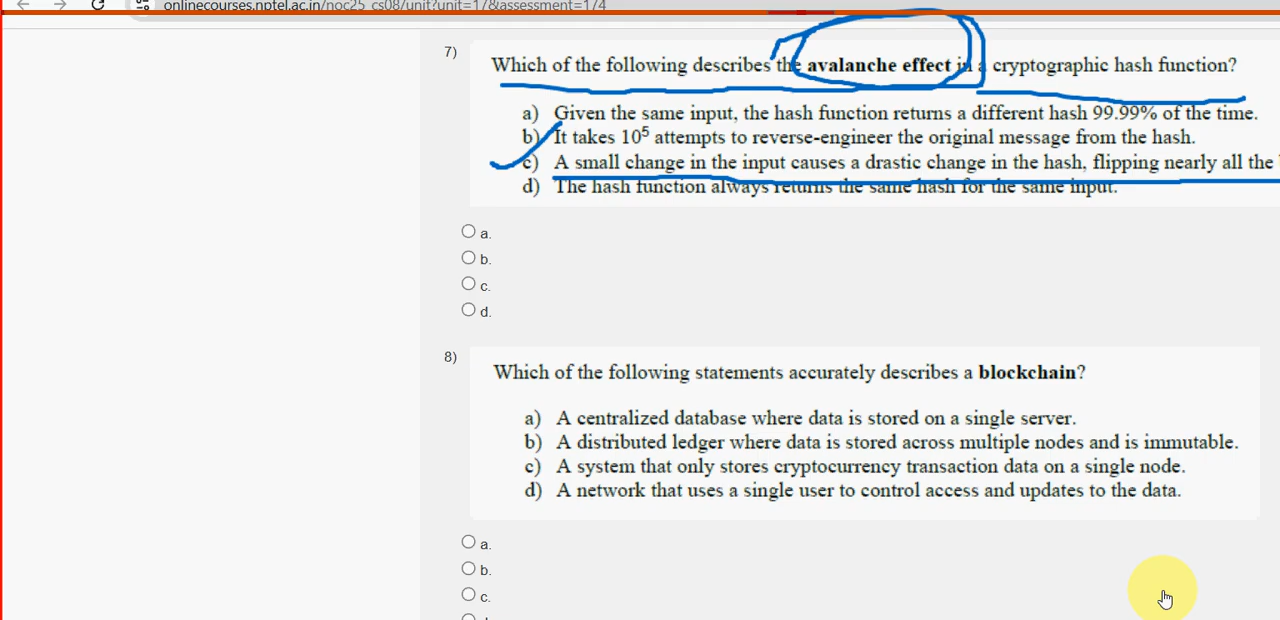 onlinecourses.nptel.ac.in/noc25_cs08/unit?unit=17&assessment=174
7)
Which of the following describes the avalanche effect in a cryptographic hash function?
a) Given the same input, the hash function returns a different hash 99.99% of the time.
b) It takes 10⁵ attempts to reverse-engineer the original message from the hash.
c) A small change in the input causes a drastic change in the hash, flipping nearly all the
d) The hash function always returns the same hash for the same input.
a.
b.
c.
d.
8)
Which of the following statements accurately describes a blockchain?
a) A centralized database where data is stored on a single server.
b) A distributed ledger where data is stored across multiple nodes and is immutable.
c) A system that only stores cryptocurrency transaction data on a single node.
d) A network that uses a single user to control access and updates to the data.
a.
b.
c.